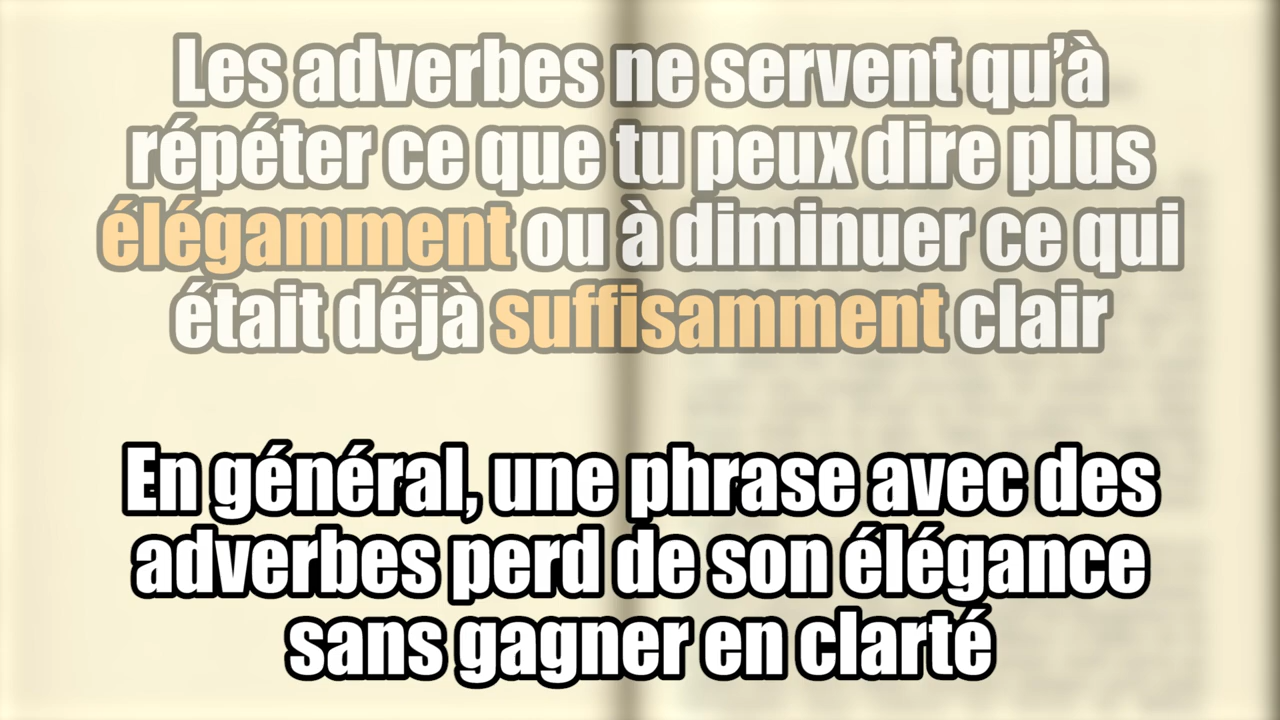 Les adverbes ne servent qu’à
répéter ce que tu peux dire plus
élégamment ou à diminuer ce qui
était déjà suffisamment clair
En général, une phrase avec des
adverbes perd de son élégance
sans gagner en clarté